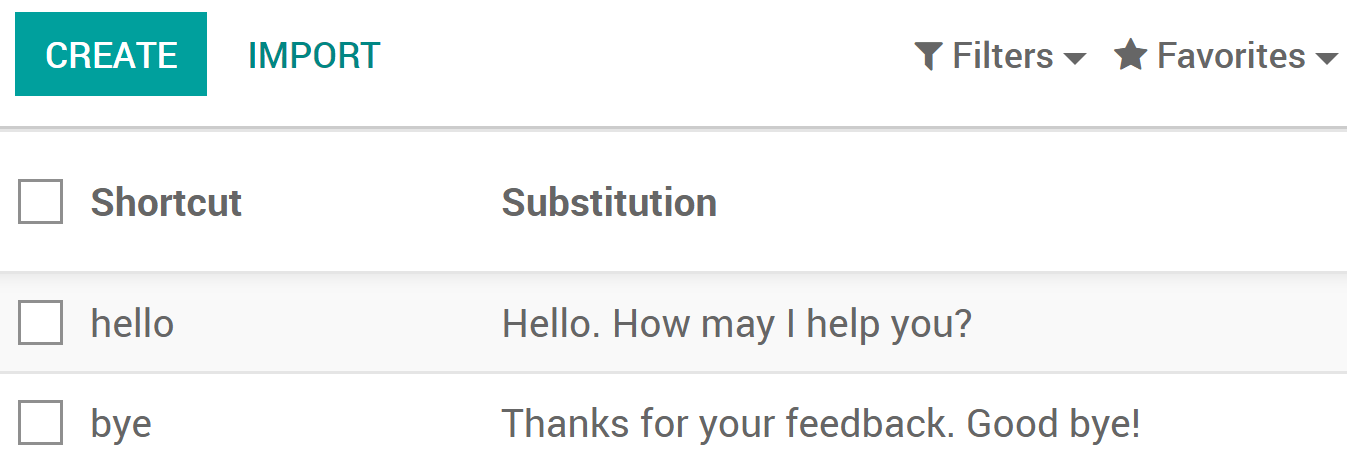 CREATE IMPORT Filters Favorites
Shortcut Substitution
hello Hello. How may I help you?
bye Thanks for your feedback. Good bye!